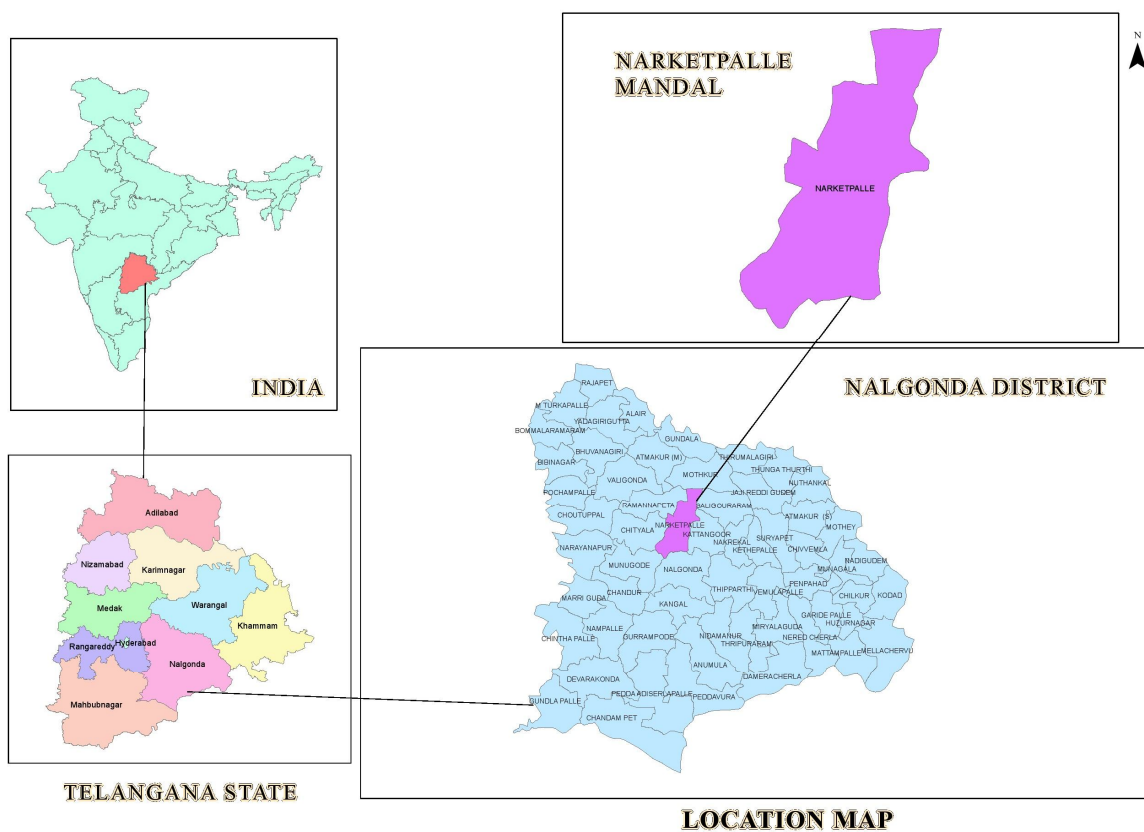 NARKETPALLE
MANDAL
N
NARKETPALLE
INDIA
NALGONDA DISTRICT
RAJAPET
M TURKAPALLE
ALAIR
YADAGIRIGUTTA
BOMMALARAMARAM
GUNDALA
BHUVANAGIRI
ATMAKUR (M)
THIRUMALAGIRI
BIBINAGAR
THUNGA THURTHI
MOTHKUR
VALIGONDA
NUTHANKAL
POCHAMPALLE
JAJI REDDI GUDEM
RAMANNAPETA
SALIGOURARAM
CHOUTUPPAL
ATMAKUR (S)
CHITYALA
NARKETPALLE
MOTHEY
KATTANGOOR
SURYAPET
NAKREKAL
NARAYANAPUR
KETHEPALLE
CHIVVEMLA
NADIGUDEM
MUNUGODE
NALGONDA
MUNAGALA
PENPAHAD
CHANDUR
THIPPARTHI
VEMULAPALLE
CHILKUR
KODAD
MARRI GUDA
KANGAL
GARIDE PALLE
HUZURNAGAR
NAMPALLE
MIRYALAGUDA
CHINTHA PALLE
GURRAMPODE
NIDAMANUR
NERED CHERLA
THRIPURARAM
MATTAMPALLE
MELLACHERVU
ANUMULA
DEVARAKONDA
DAMERACHERLA
PEDDA ADISERLAPALLE
PEDDAVURA
GUNDLA PALLE
CHANDAM PET
Adilabad
Nizamabad
Karimnagar
Medak
Warangal
Khammam
Rangareddy
Hyderabad
Nalgonda
Mahbubnagar
TELANGANA STATE
LOCATION MAP